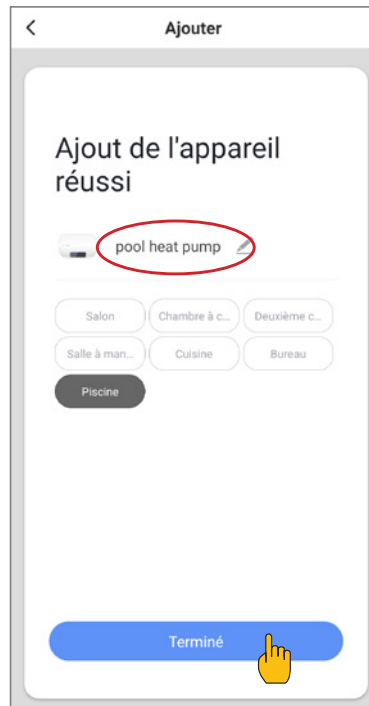 Ajouter
Ajout de l'appareil
réussi
pool heat pump
Salon Chambre à c... Deuxième c...
Salle à man... Cuisine Bureau
Piscine
Terminé